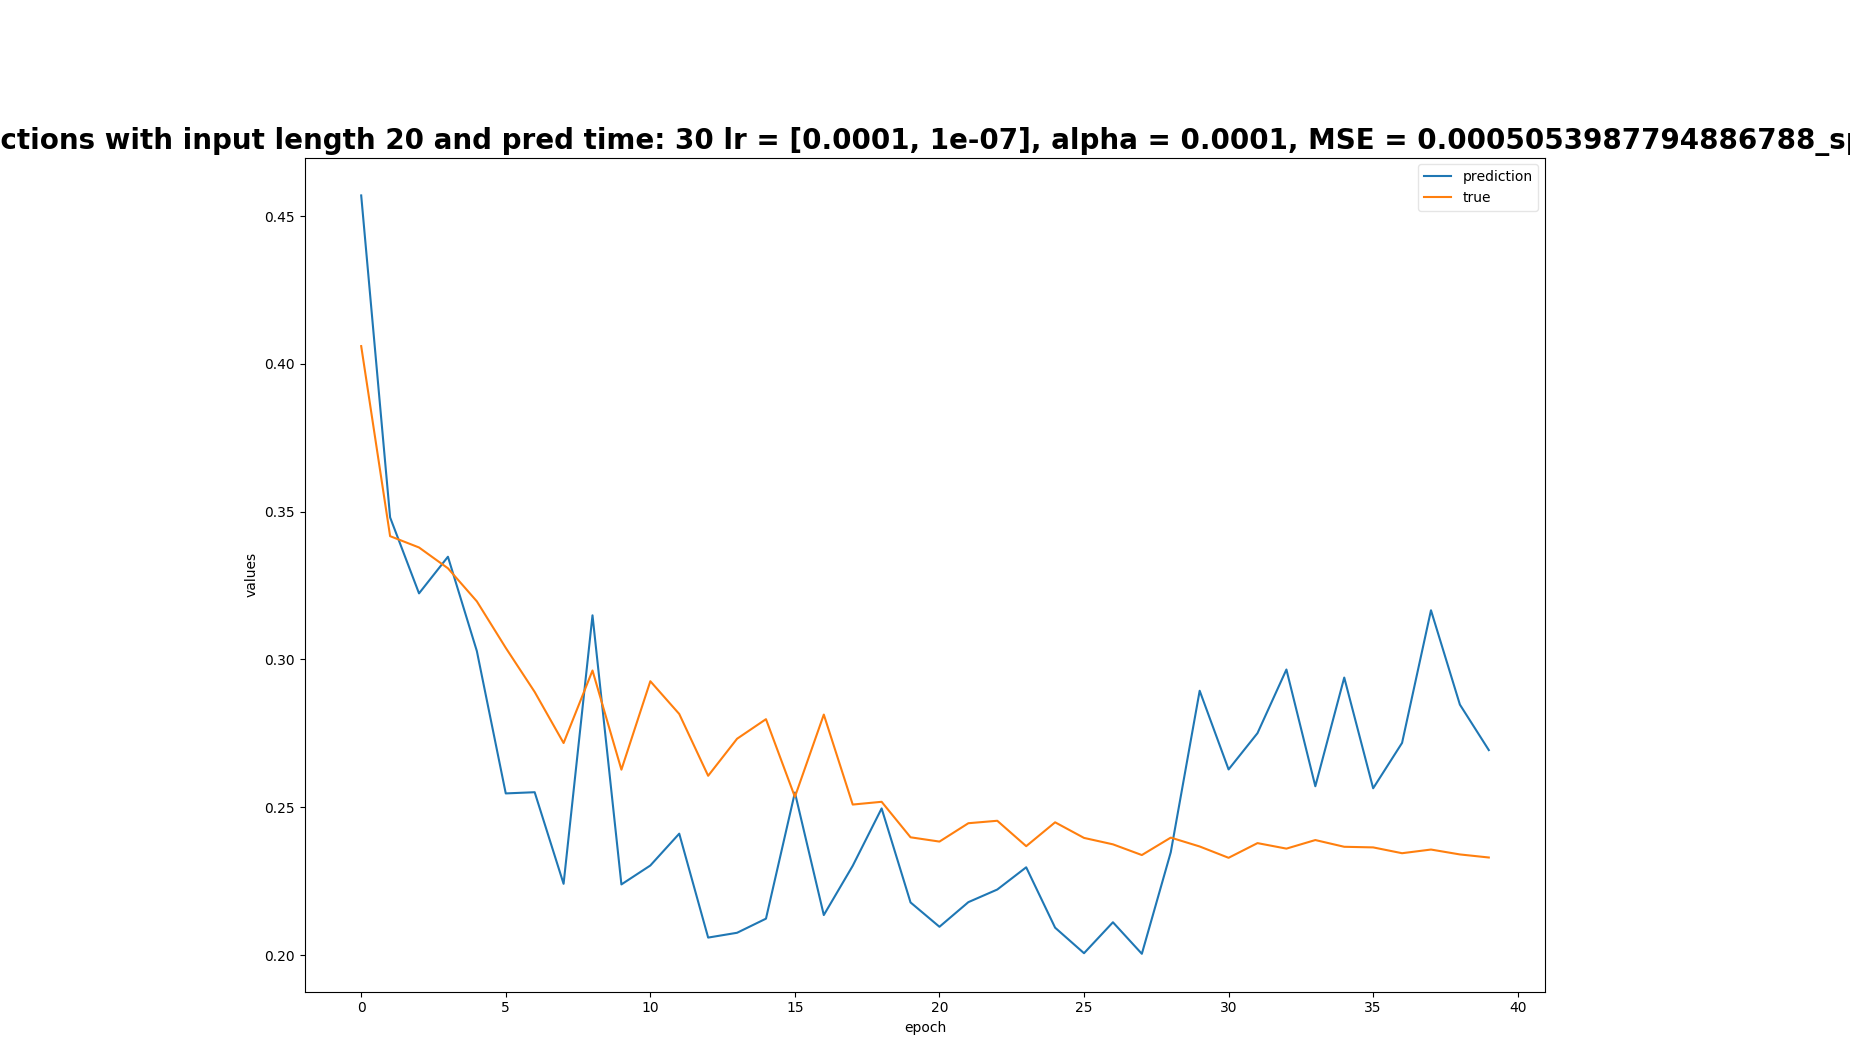 ctions with input length 20 and pred time: 30 lr = [0.0001, 1e-07], alpha = 0.0001, MSE = 0.0005053987794886788_sp
prediction
true
0.45
0.40
0.35
0.30
0.25
0.20
values
0 5 10 15 20 25 30 35 40
epoch